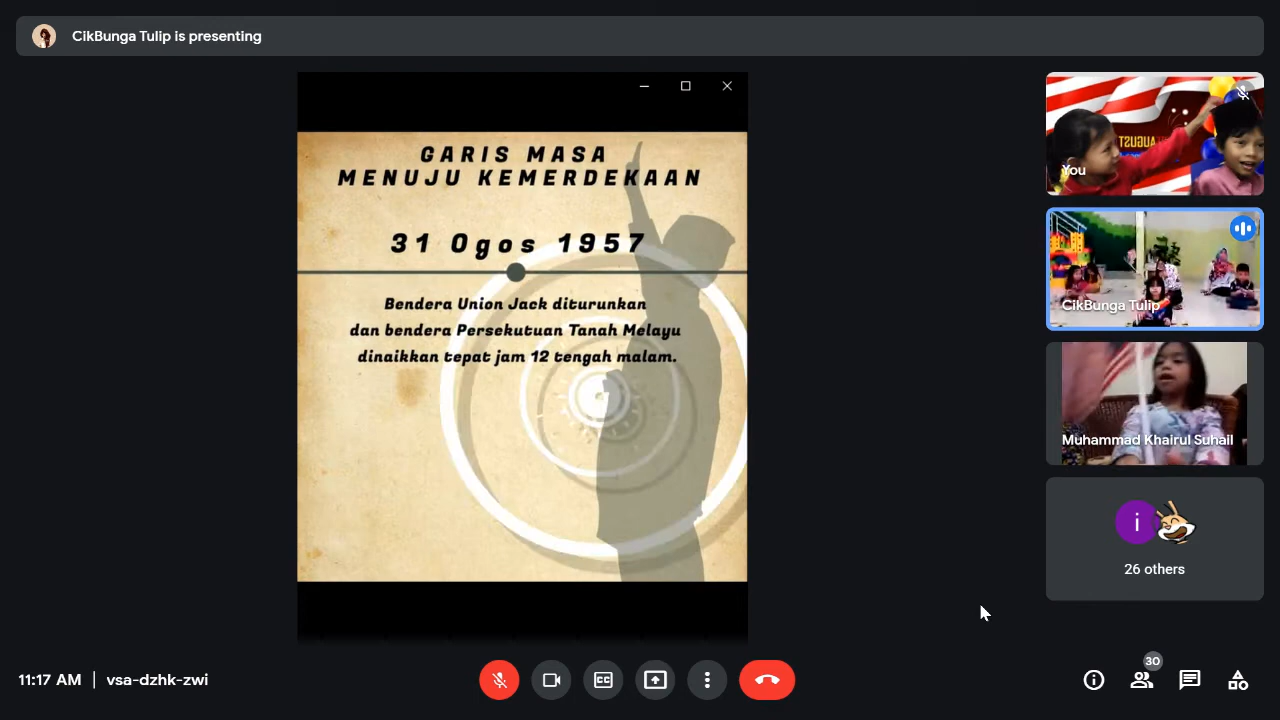 CikBunga Tulip is presenting
GARIS MASA
MENUJU KEMERDEKAAN
31 Ogos 1957
Bendera Union Jack diturunkan
dan bendera Persekutuan Tanah Melayu
dinaikkan tepat jam 12 tengah malam.
You
CikBunga Tulip
Muhammad Khairul Suhail
i
26 others
11:17 AM | vsa-dzhk-zwi
CC
30